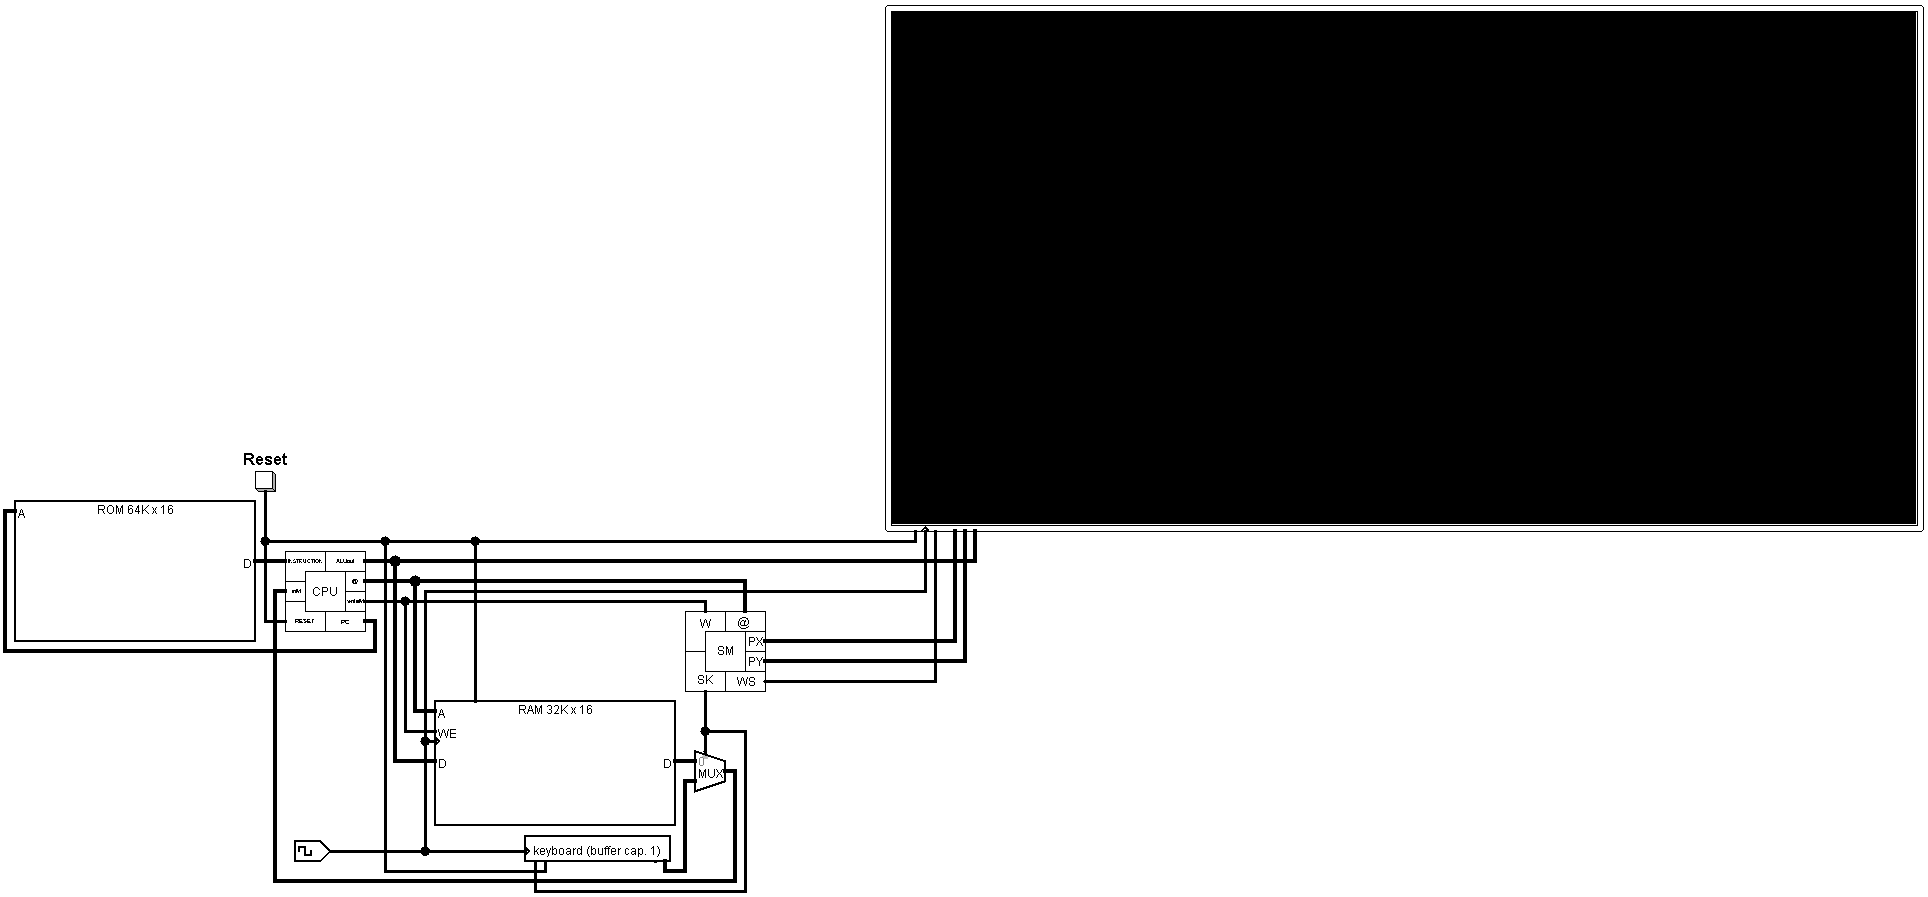 Reset
ROM 64K x 16
A
D
INSTRUCTION
ALUout
@
inM
CPU
writeM
RESET
PC
W
@
SM
PX
PY
SK
WS
RAM 32K x 16
A
WE
D
D
0
MUX
keyboard (buffer cap. 1)